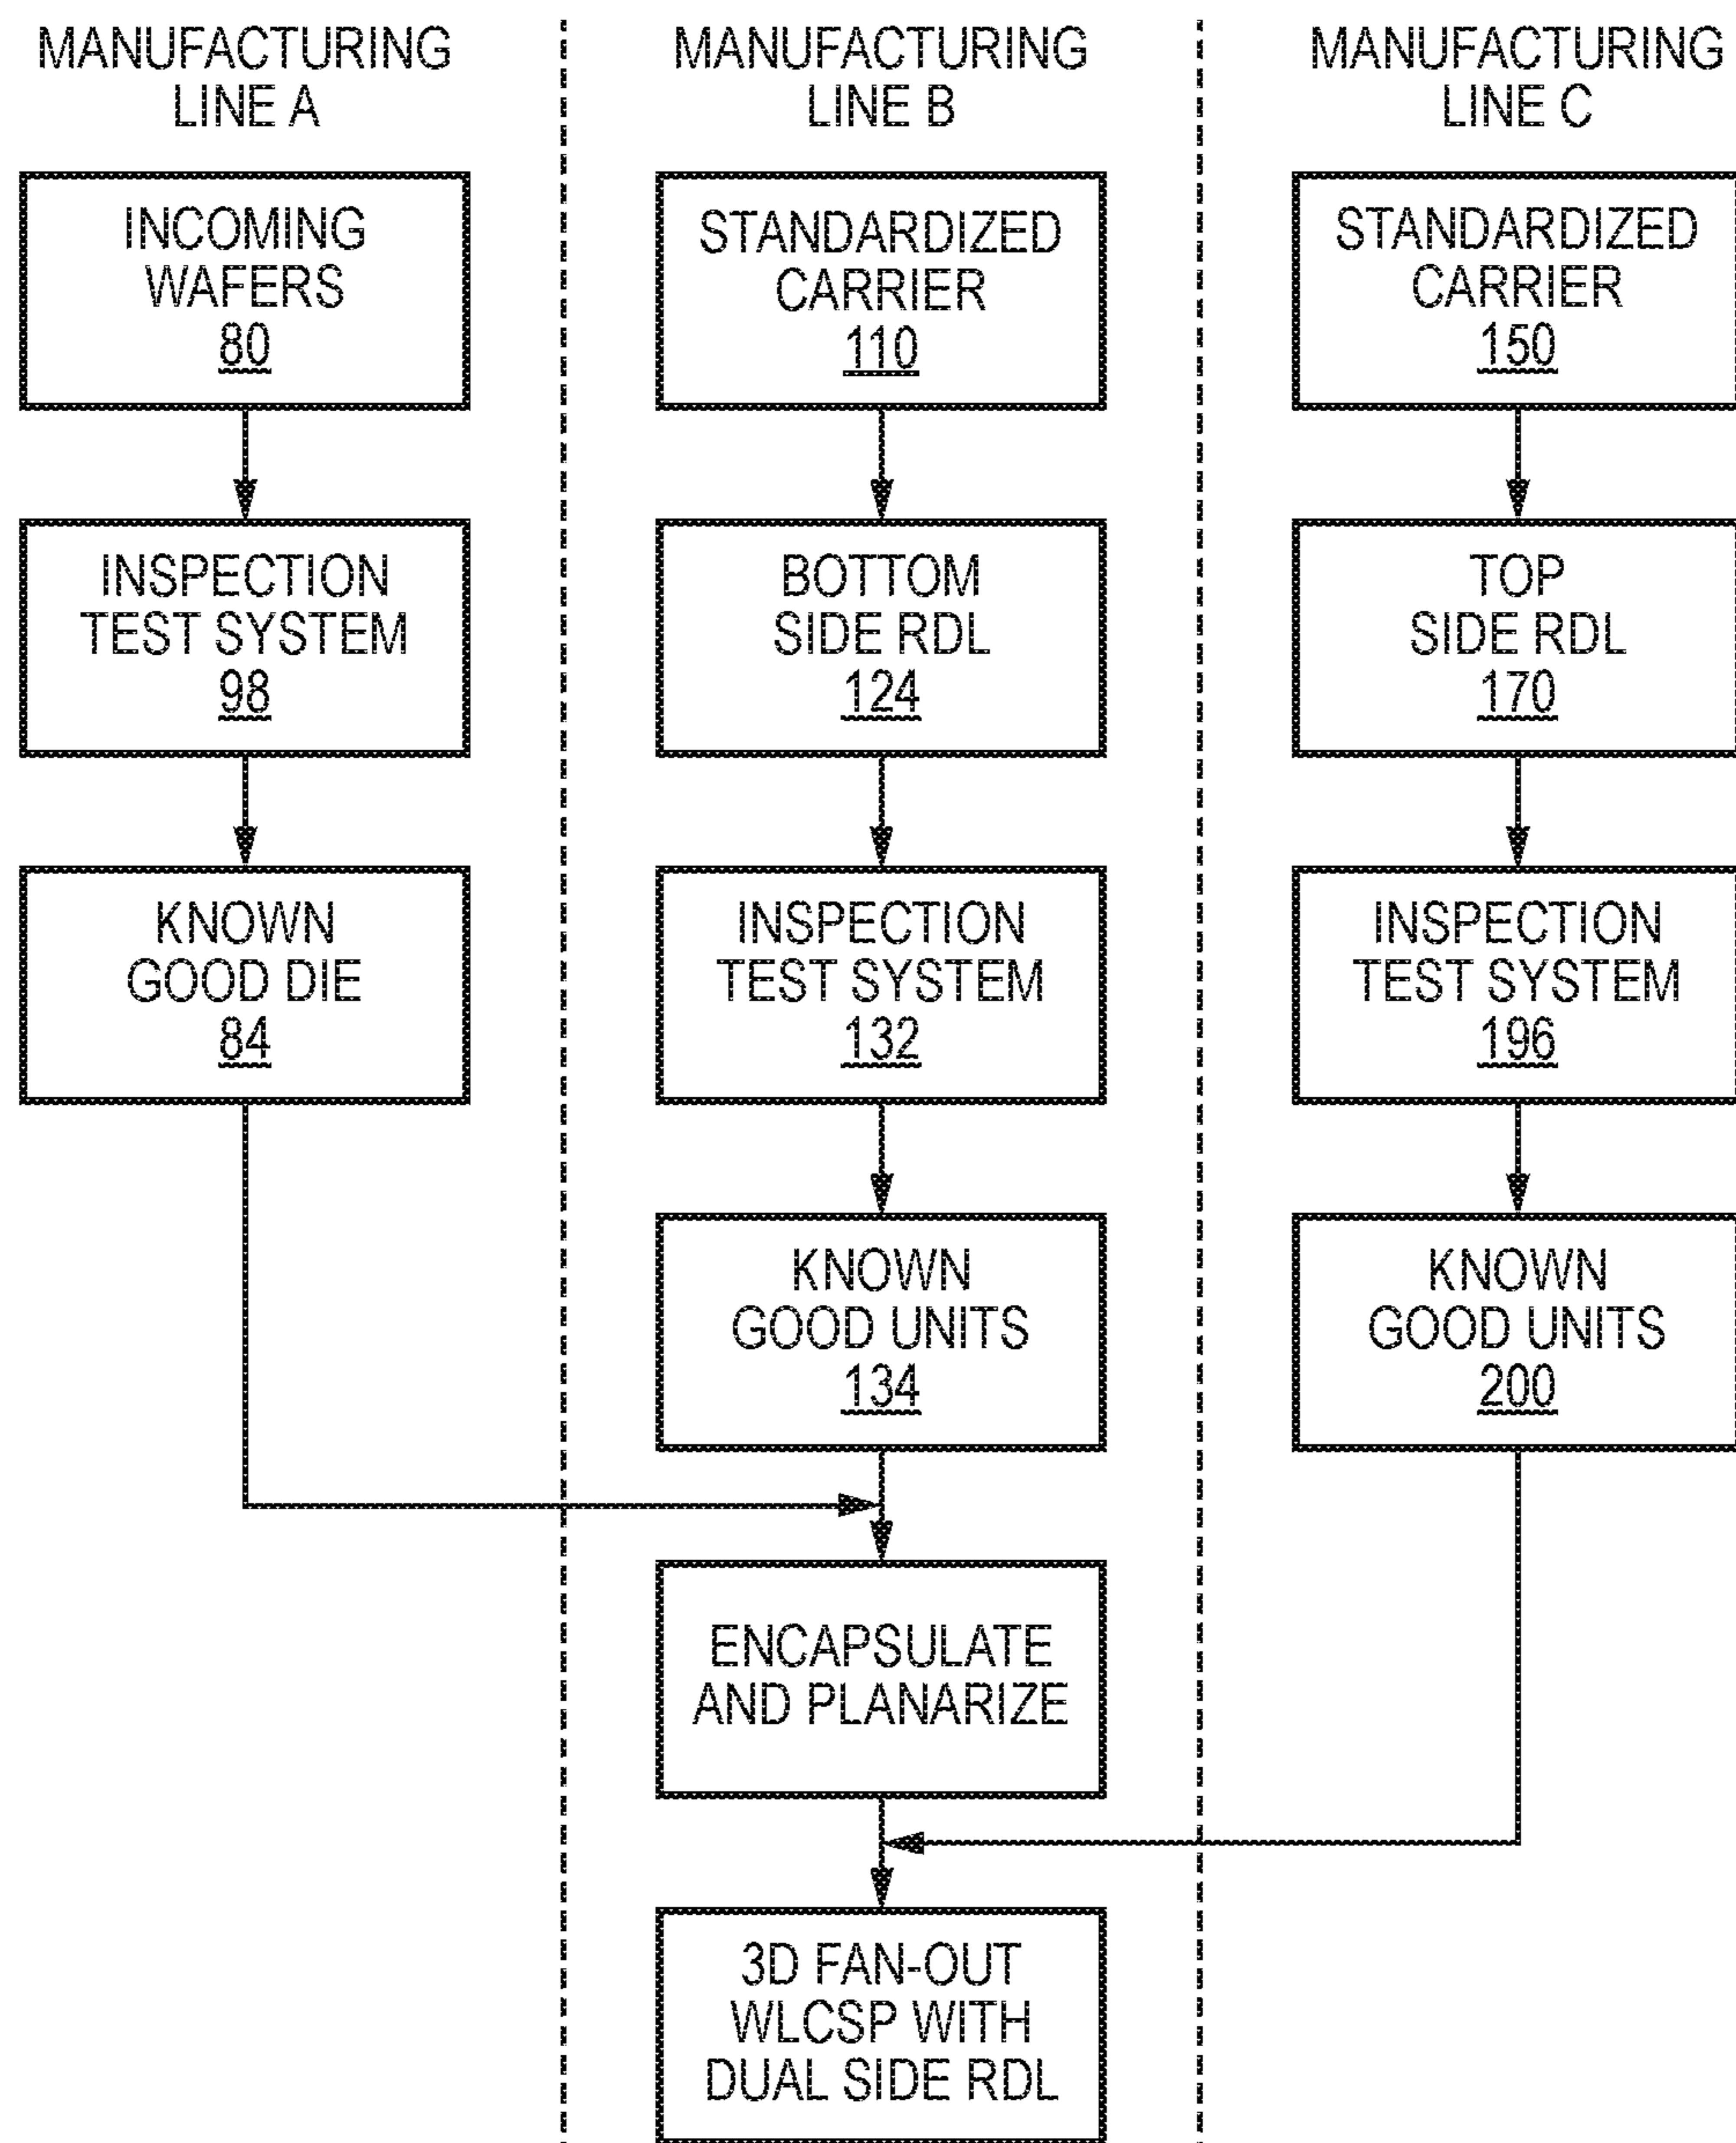 MANUFACTURING
LINE A
INCOMING
WAFERS
80
INSPECTION
TEST SYSTEM
98
KNOWN
GOOD DIE
84
MANUFACTURING
LINE B
STANDARDIZED
CARRIER
110
BOTTOM
SIDE RDL
124
INSPECTION
TEST SYSTEM
132
KNOWN
GOOD UNITS
134
ENCAPSULATE
AND PLANARIZE
3D FAN-OUT
WLCSP WITH
DUAL SIDE RDL
MANUFACTURING
LINE C
STANDARDIZED
CARRIER
150
TOP
SIDE RDL
170
INSPECTION
TEST SYSTEM
196
KNOWN
GOOD UNITS
200